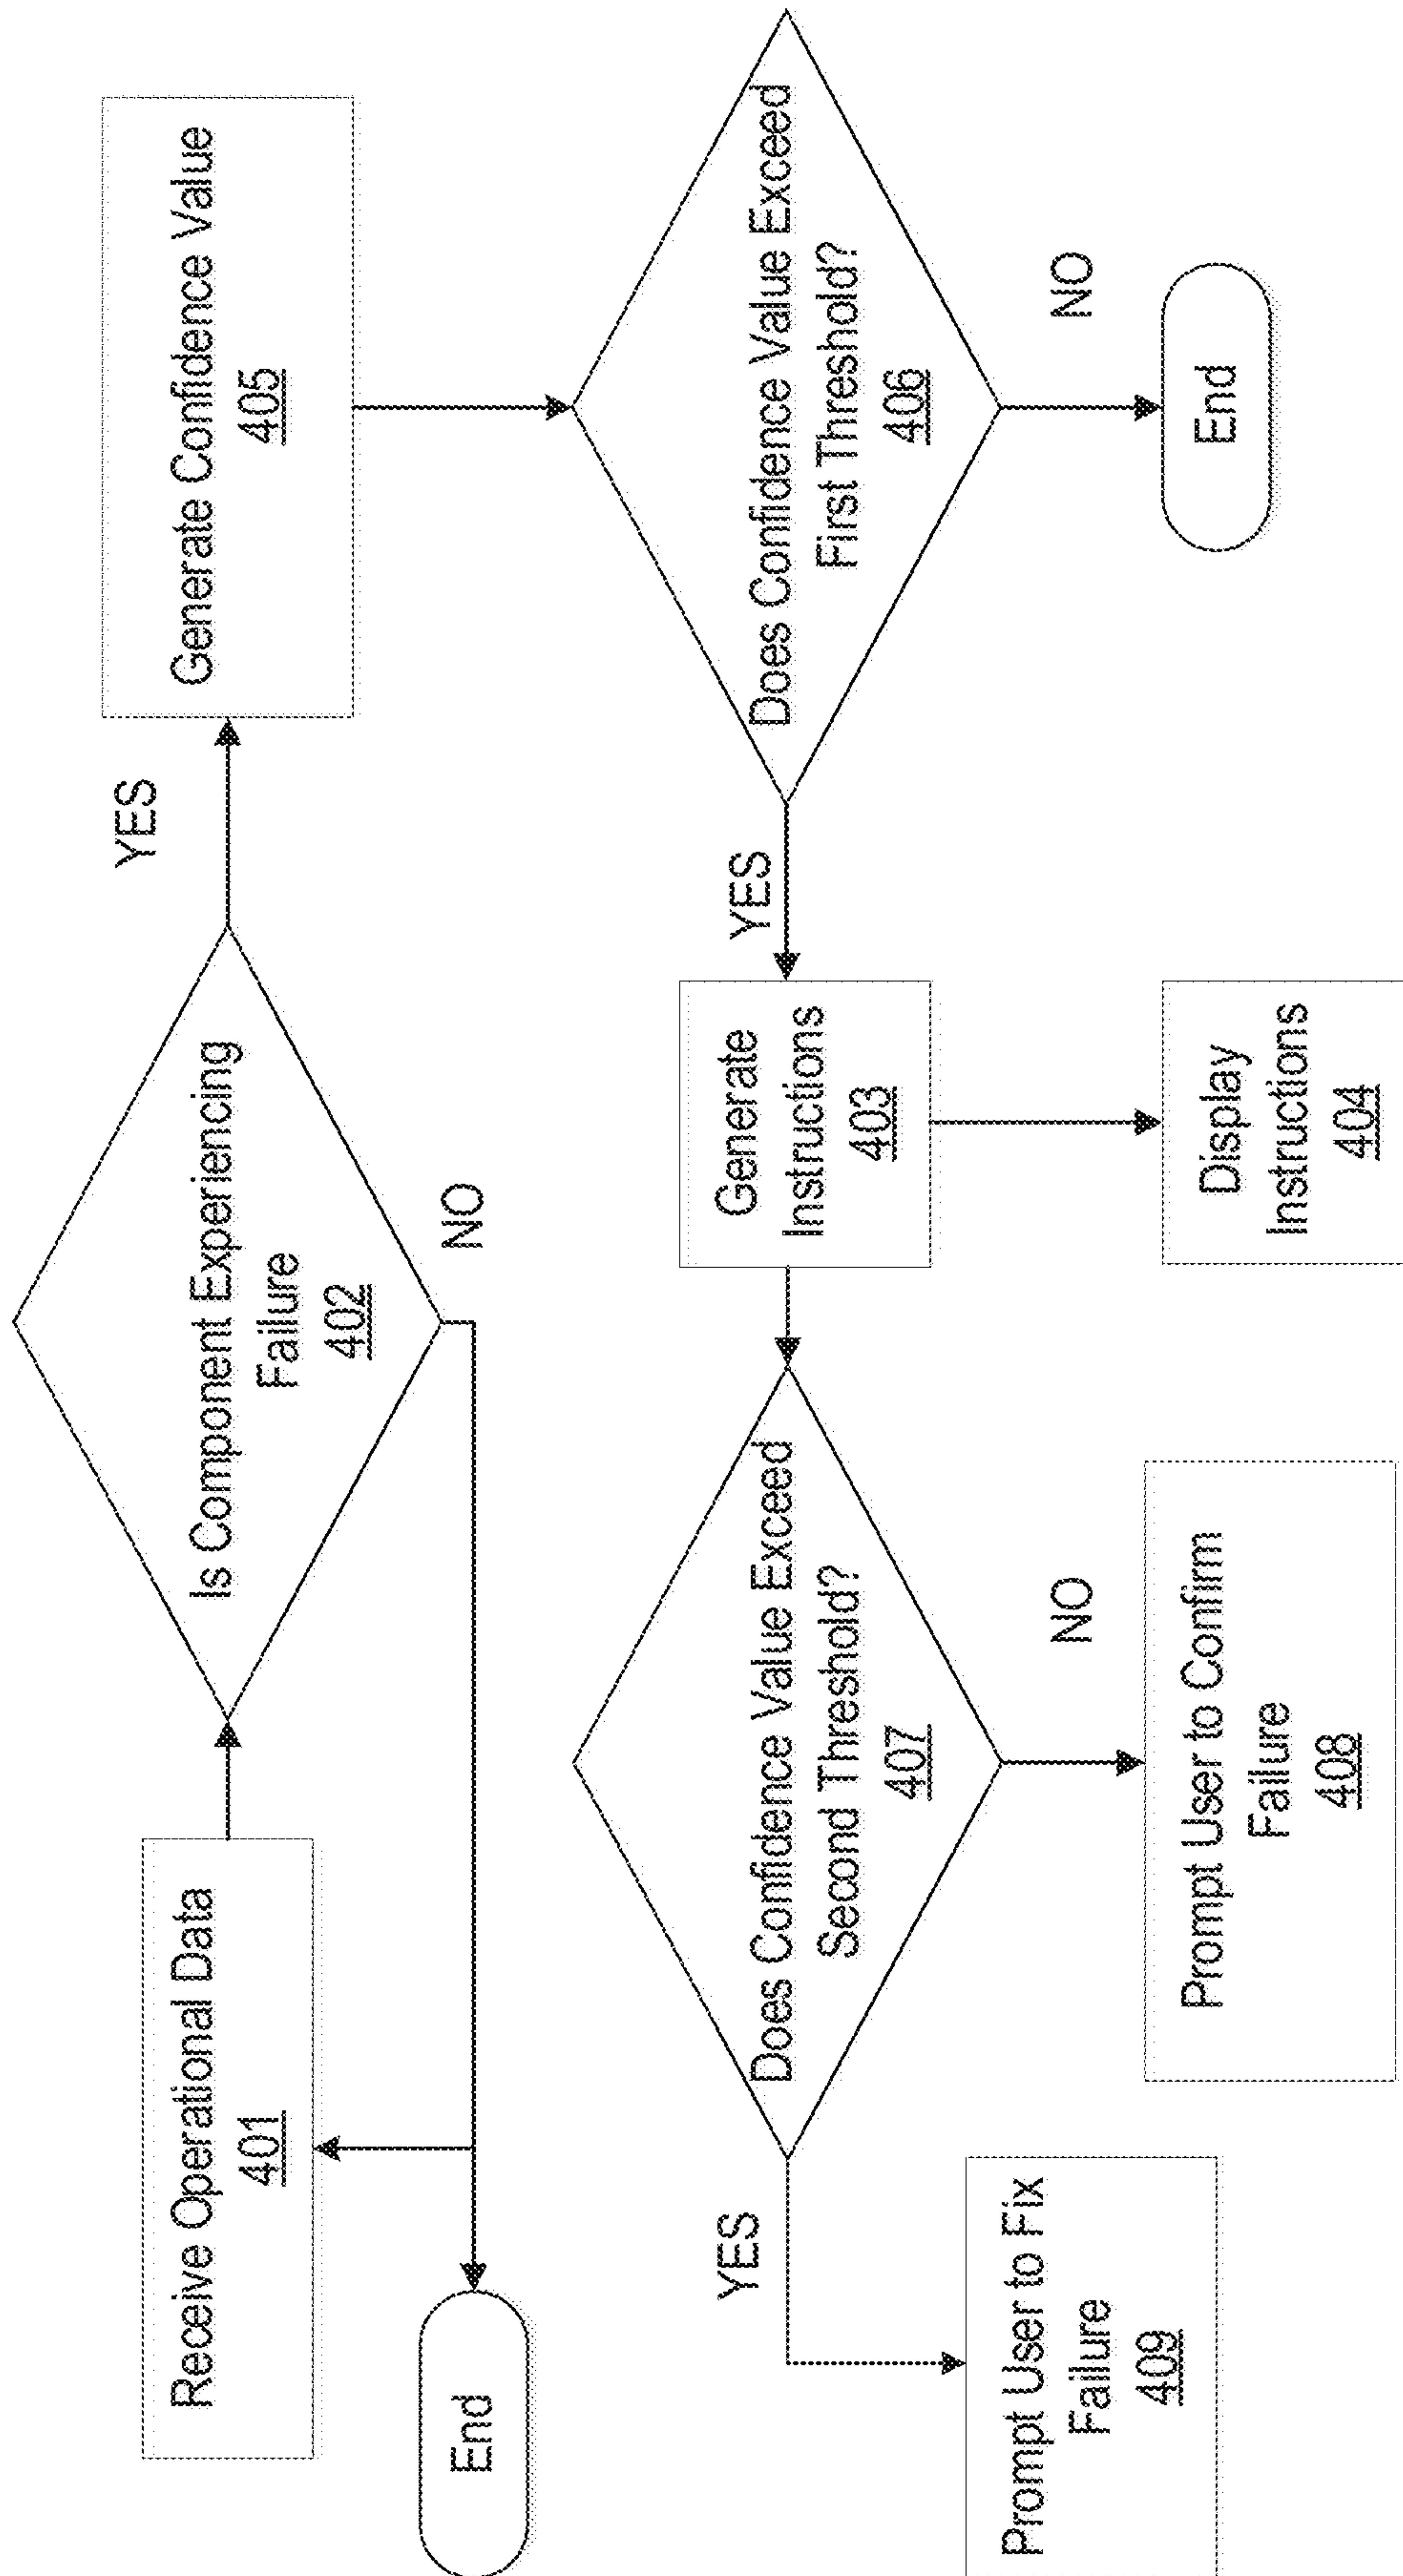 Receive Operational Data
401
Is Component Experiencing
Failure
402
YES
Generate Confidence Value
405
NO
End
Does Confidence Value Exceed
First Threshold?
406
NO
End
YES
Generate
Instructions
403
Display
Instructions
404
Does Confidence Value Exceed
Second Threshold?
407
NO
Prompt User to Confirm
Failure
408
YES
Prompt User to Fix
Failure
409